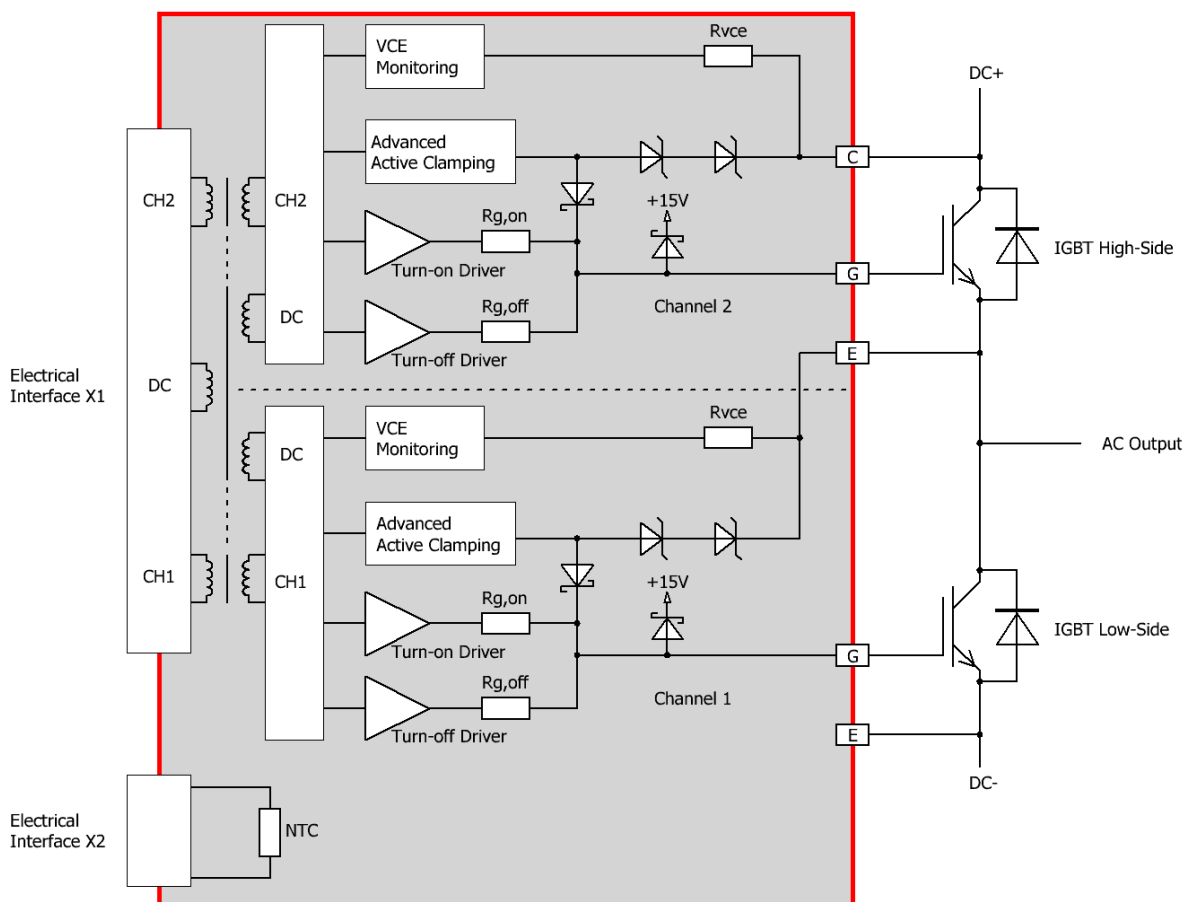 VCE
Monitoring
Rvce
DC+
Advanced
Active Clamping
C
CH2
CH2
+15V
Rg,on
IGBT High-Side
Turn-on Driver
G
Rg,off
Channel 2
DC
Turn-off Driver
E
Electrical
Interface X1
DC
VCE
Monitoring
Rvce
DC
AC Output
Advanced
Active Clamping
CH1
CH1
+15V
Rg,on
IGBT Low-Side
Turn-on Driver
G
Rg,off
Channel 1
Turn-off Driver
E
DC-
Electrical
Interface X2
NTC